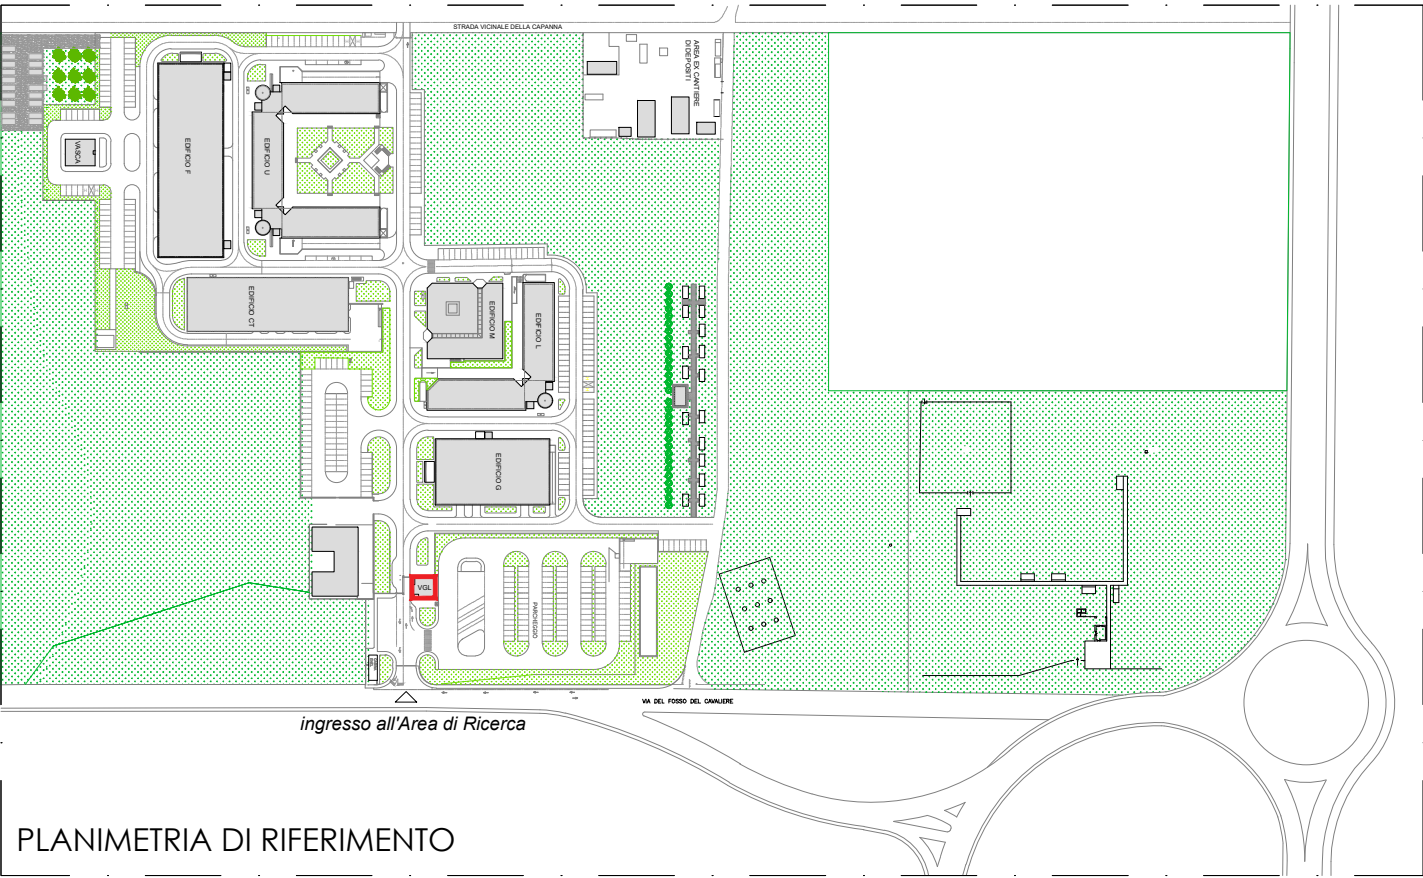 STRADA VICINALE DELLA CAPANNA
AREA EX CANTIERE
DI DEPOSITI
VASCA
EDIFICIO F
EDIFICIO U
EDIFICIO CT
EDIFICIO M
EDIFICIO L
EDIFICIO G
VGL
PARCHEGGIO
VIA DEL FOSSO DEL CAVALIERE
ingresso all'Area di Ricerca
PLANIMETRIA DI RIFERIMENTO